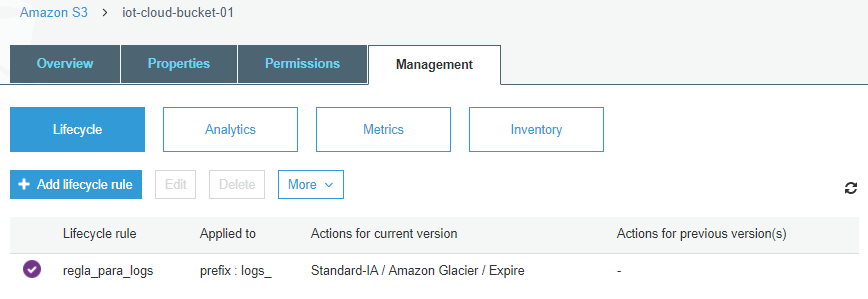 Amazon S3 > iot-cloud-bucket-01
Overview Properties Permissions Management
Lifecycle Analytics Metrics Inventory
+ Add lifecycle rule Edit Delete More
Lifecycle rule Applied to Actions for current version Actions for previous version(s)
regla_para_logs prefix : logs_ Standard-IA / Amazon Glacier / Expire -